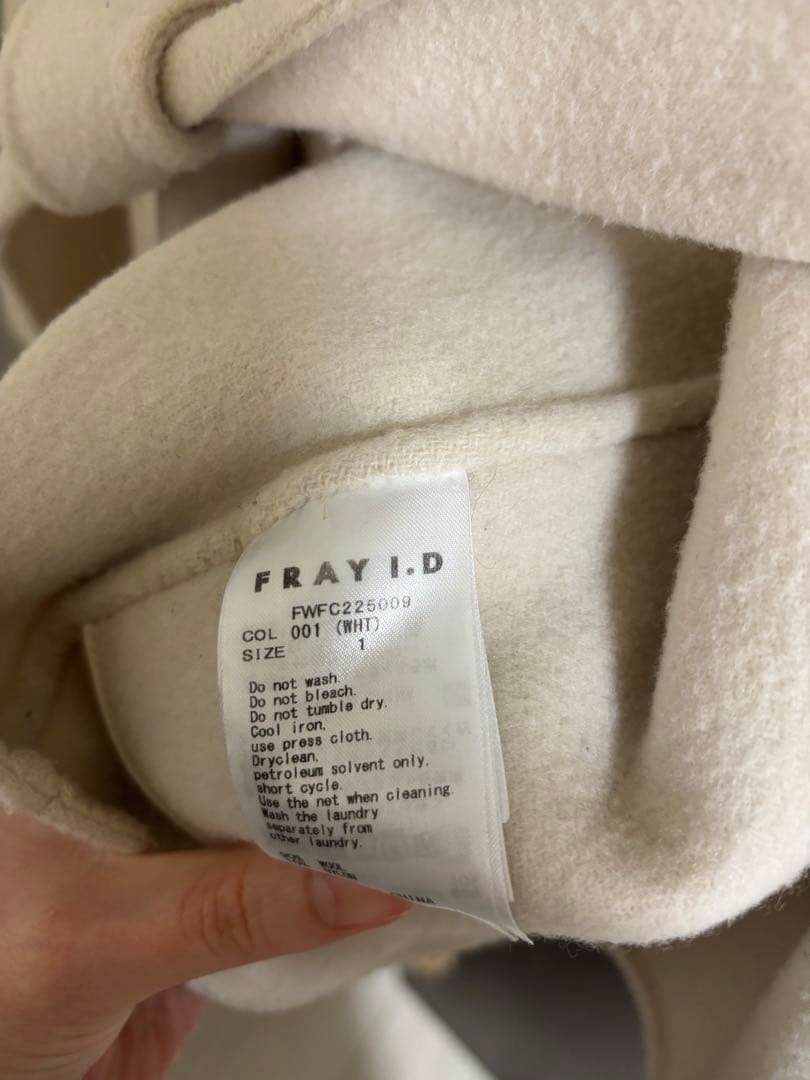 FRAY I.D
FWFC225009
COL 001 (WHT)
SIZE 1
Do not wash.
Do not bleach.
Do not tumble dry.
Cool iron,
use press cloth.
Dryclean,
petroleum solvent only,
short cycle.
Use the net when cleaning.
Wash the laundry
separately from
other laundry.
WOOL
NYLON